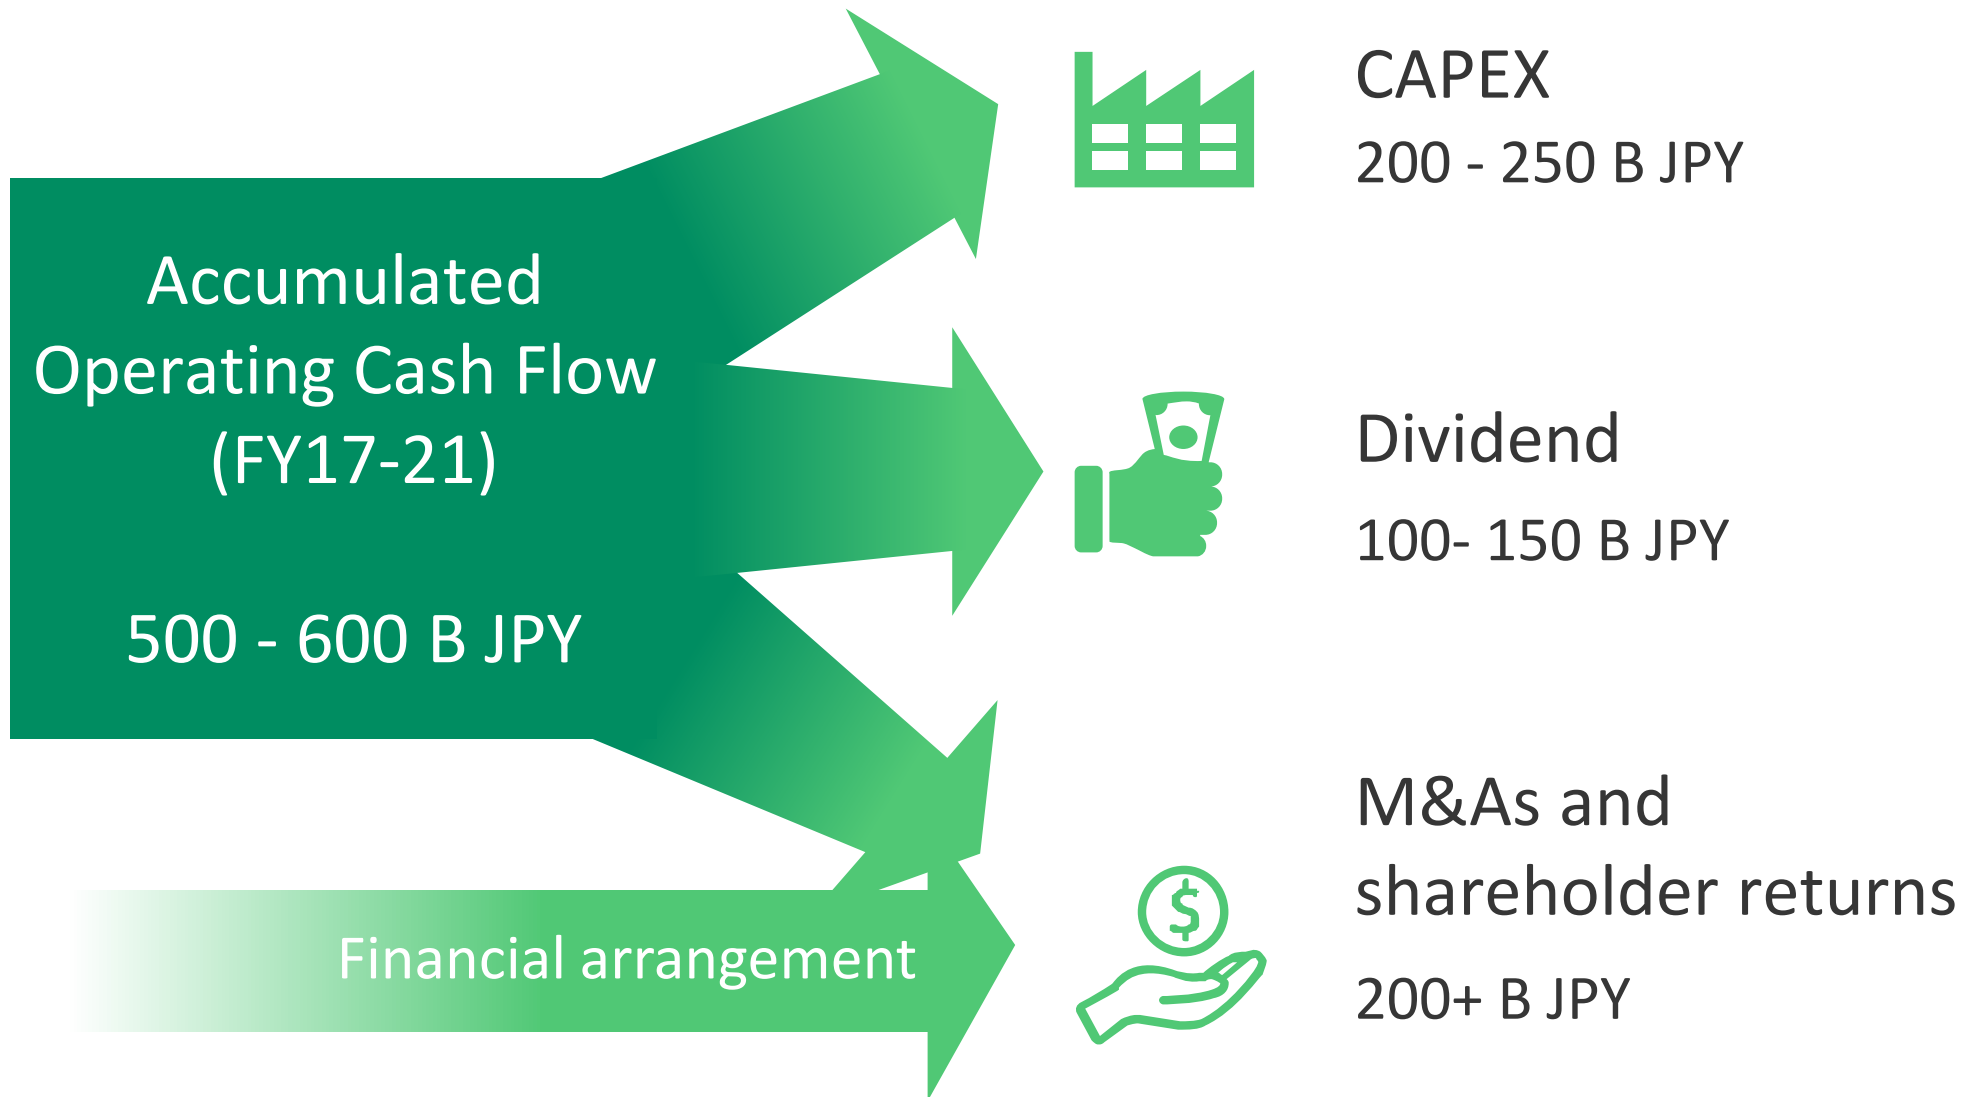 Accumulated
Operating Cash Flow
(FY17-21)
500 - 600 B JPY
Financial arrangement
CAPEX
200 - 250 B JPY
Dividend
100- 150 B JPY
M&As and
shareholder returns
$
200+ B JPY